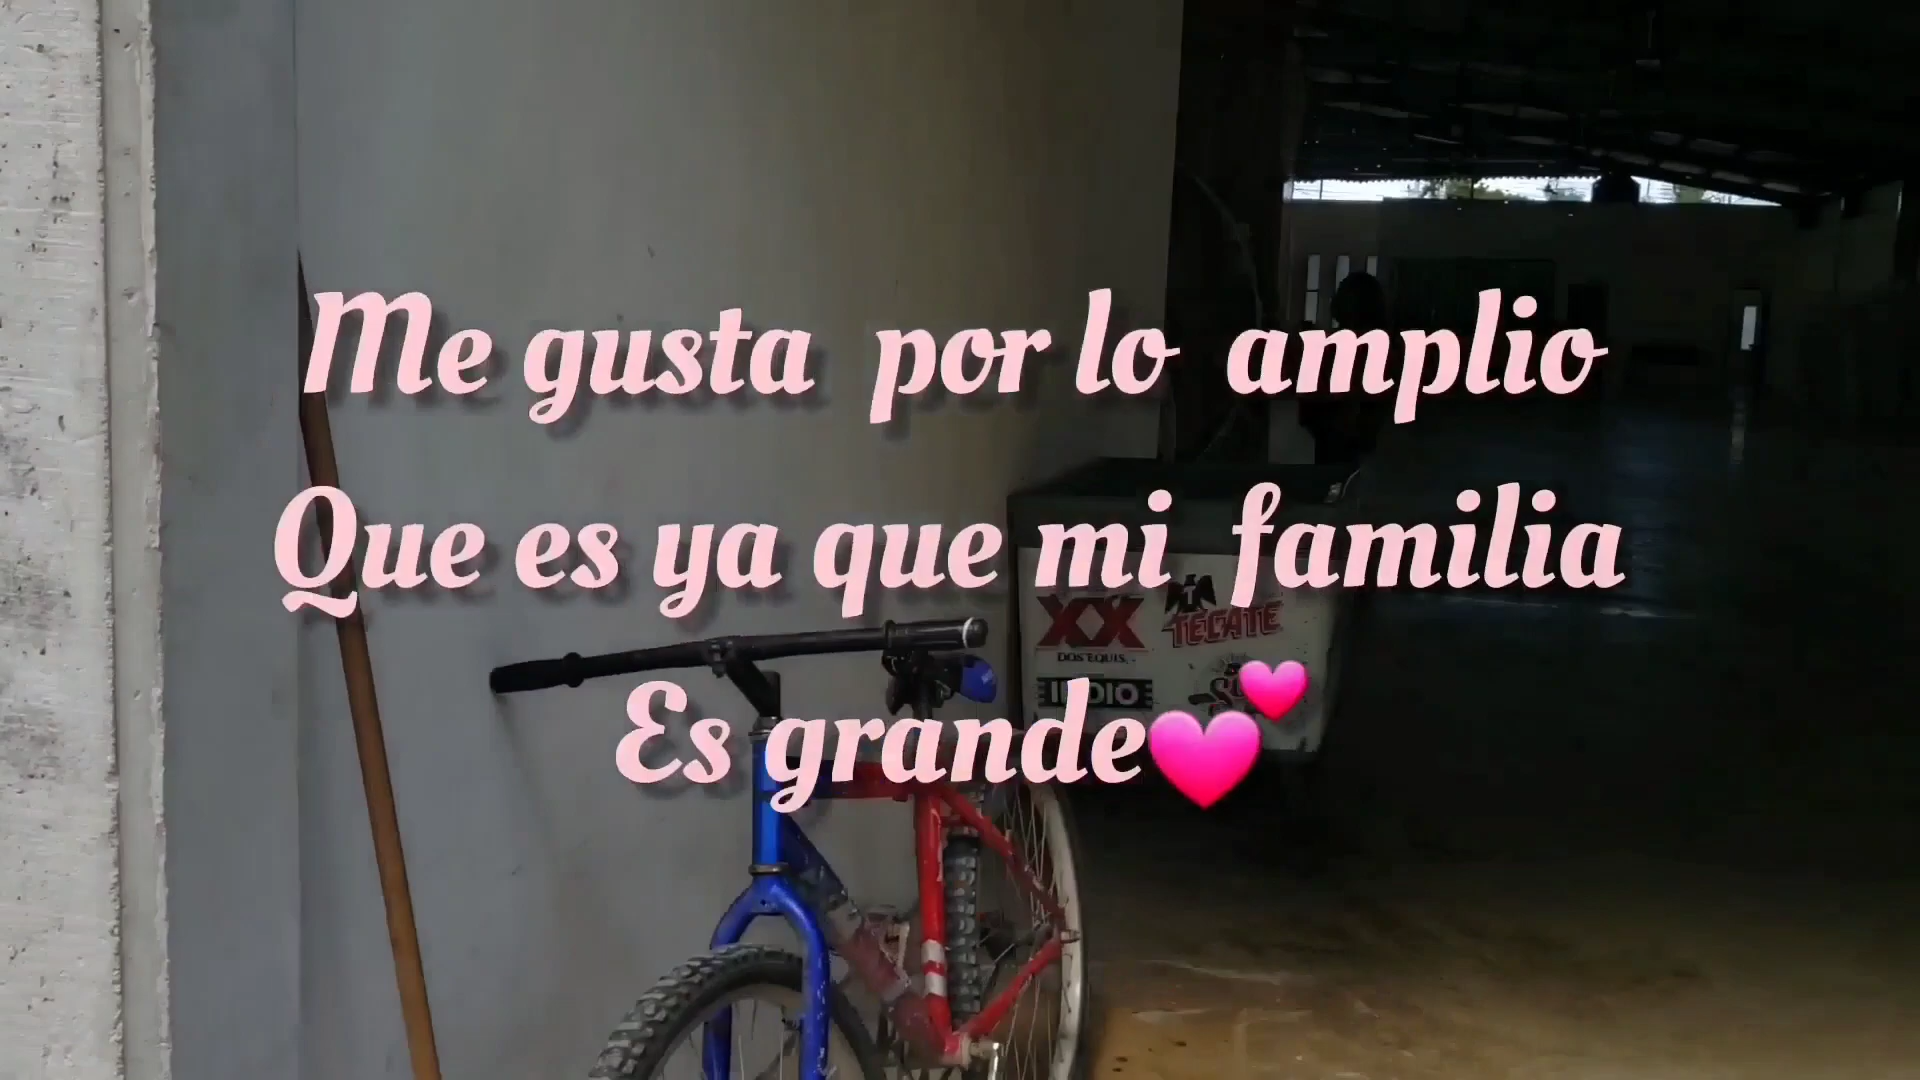 Me gusta por lo amplio
Que es ya que mi familia
Es grande💕
XX
DOS EQUIS
TECATE
INDIO